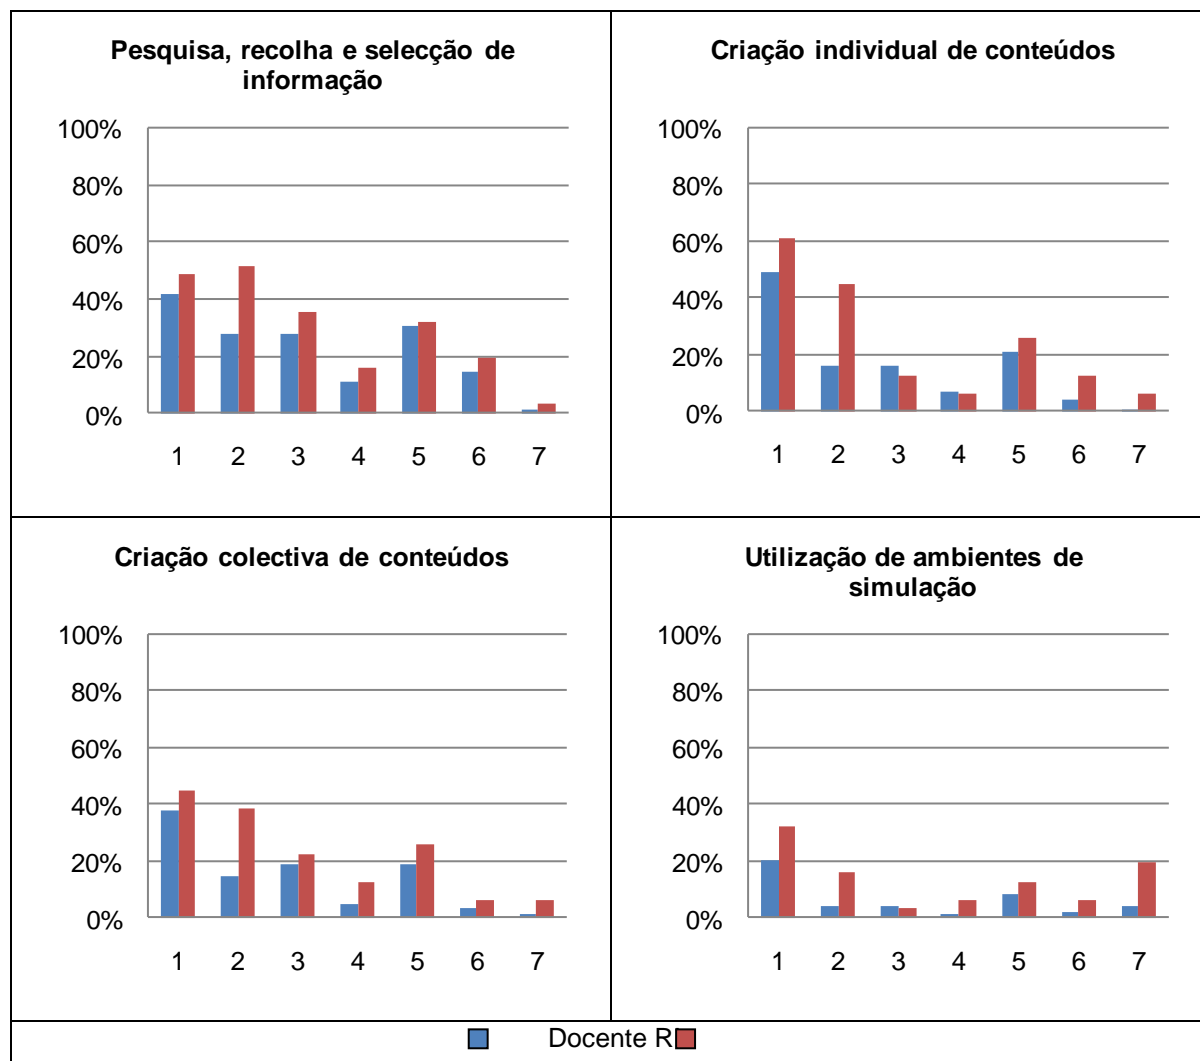 Pesquisa, recolha e selecção de
informação
100%
80%
60%
40%
20%
0%
1 2 3 4 5 6 7
Criação individual de conteúdos
100%
80%
60%
40%
20%
0%
1 2 3 4 5 6 7
Criação colectiva de conteúdos
100%
80%
60%
40%
20%
0%
1 2 3 4 5 6 7
Utilização de ambientes de
simulação
100%
80%
60%
40%
20%
0%
1 2 3 4 5 6 7
Docente R